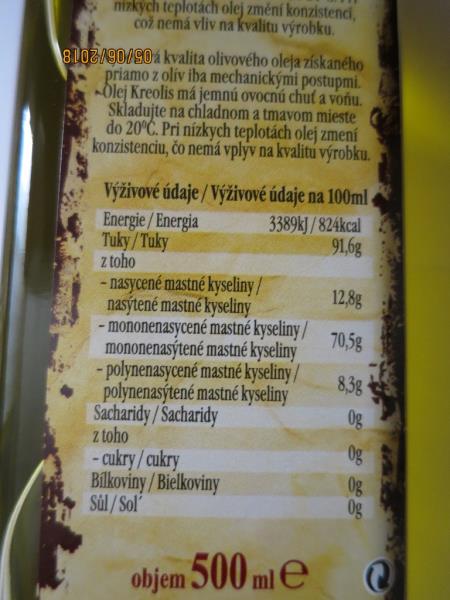 nízkých teplotách olej změní konzistenci,
což nemá vliv na kvalitu výrobku.
05/06/2018
á kvalita olivového oleja získaného
priamo z olív iba mechanickými postupmi.
Olej Kreolis má jemnú ovocnú chuť a voňu.
Skladujte na chladnom a tmavom mieste
do 20°C. Pri nízkych teplotách olej zmení
konzistenciu, čo nemá vplyv na kvalitu výrobku.
Výživové údaje / Výživové údaje na 100ml
Energie / Energia 3389kJ / 824kcal
Tuky / Tuky 91,6g
z toho
- nasycené mastné kyseliny /
nasýtené mastné kyseliny 12,8g
- mononenasycené mastné kyseliny /
mononenasýtené mastné kyseliny 70,5g
- polynenasycené mastné kyseliny /
polynenasýtené mastné kyseliny 8,3g
Sacharidy / Sacharidy 0g
z toho
- cukry / cukry 0g
Bílkoviny / Bielkoviny 0g
Sůl / Sol´ 0g
objem 500 ml e